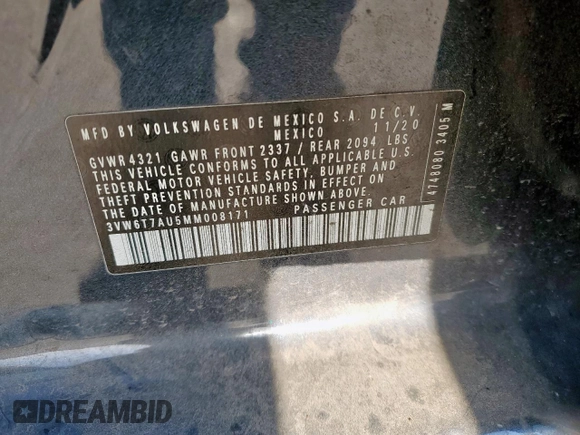 MFD BY VOLKSWAGEN DE MEXICO S.A. DE C.V.
MEXICO 11/20
GVWR 4321 GAWR FRONT 2337 / REAR 2094 LBS
THIS VEHICLE CONFORMS TO ALL APPLICABLE U.S.
FEDERAL MOTOR VEHICLE SAFETY, BUMPER AND
THEFT PREVENTION STANDARDS IN EFFECT ON
THE DATE OF MANUFACTURE SHOWN ABOVE.
3VW6T7AU5MM008171 PASSENGER CAR
A748080 3405 M
DREAMBID